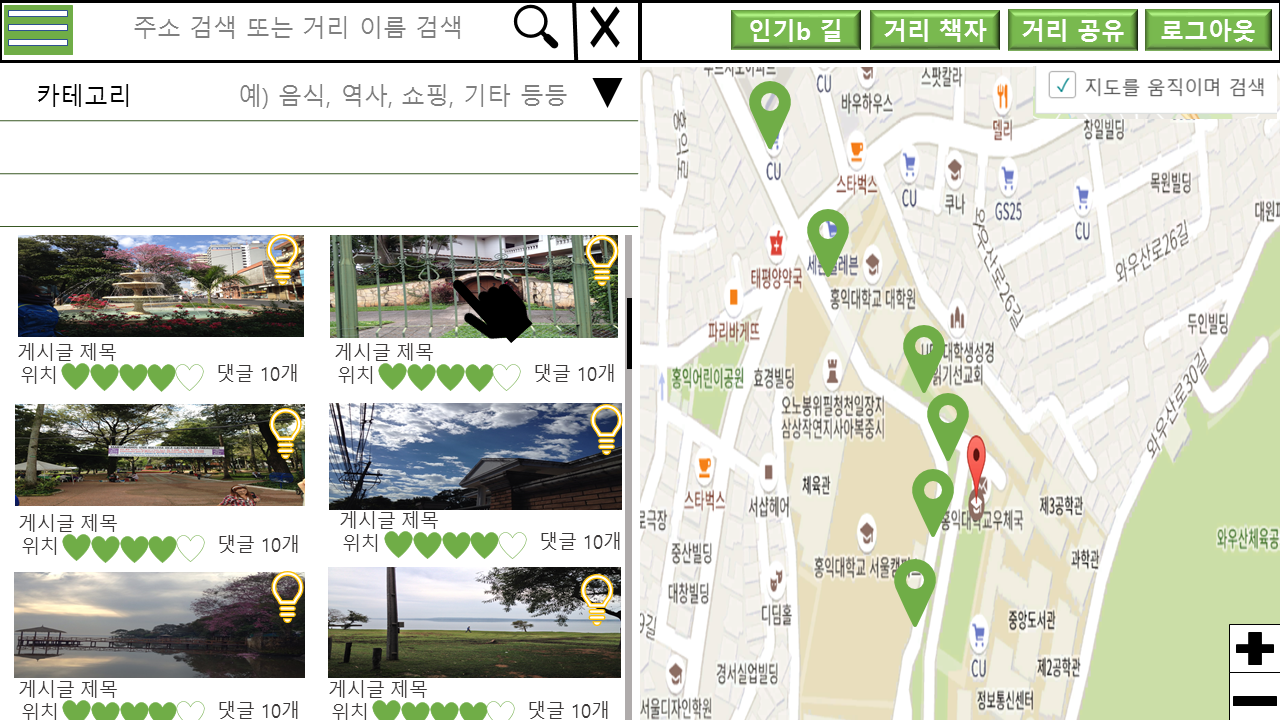 주소 검색 또는 거리 이름 검색
X
인기b 길
거리 책자
거리 공유
로그아웃
카테고리
예) 음식, 역사, 쇼핑, 기타 등등
게시글 제목
위치
댓글 10개
게시글 제목
위치
댓글 10개
게시글 제목
위치
댓글 10개
게시글 제목
위치
댓글 10개
게시글 제목
위치
댓글 10개
게시글 제목
위치
댓글 10개
지도를 움직이며 검색
CU
스팟칼라
바우하우스
델리
창일빌딩
홍익로
CU
스타벅스
CU
쿠나
GS25
CU
목원빌딩
와우산로26길
와우산로26길
태평양약국
홍익대학교 대학원
파리바게뜨
두인빌딩
대학생성경
읽기선교회
홍익어린이공원
효경빌딩
오노봉위필청천일장지
삼상작연지사아복중시
와우산로30길
스타벅스
체육관
서샵헤어
홍익대학교우체국
제3공학관
중산빌딩
홍익대학교 서울캠퍼
과학관
와우산체육공
대창빌딩
디딤홀
중앙도서관
CU
제2공학관
경서실업빌딩
서울디자인학원
정보통신센터